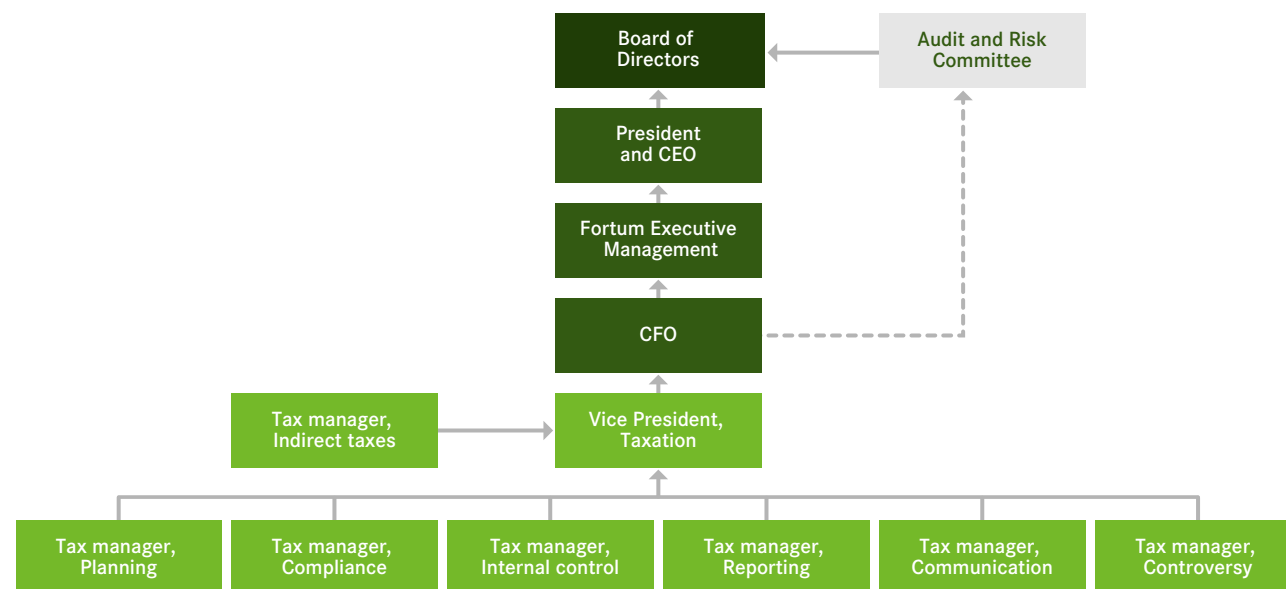 Board of
Directors
Audit and Risk
Committee
President
and CEO
Fortum Executive
Management
CFO
Tax manager,
Indirect taxes
Vice President,
Taxation
Tax manager,
Planning
Tax manager,
Compliance
Tax manager,
Internal control
Tax manager,
Reporting
Tax manager,
Communication
Tax manager,
Controversy